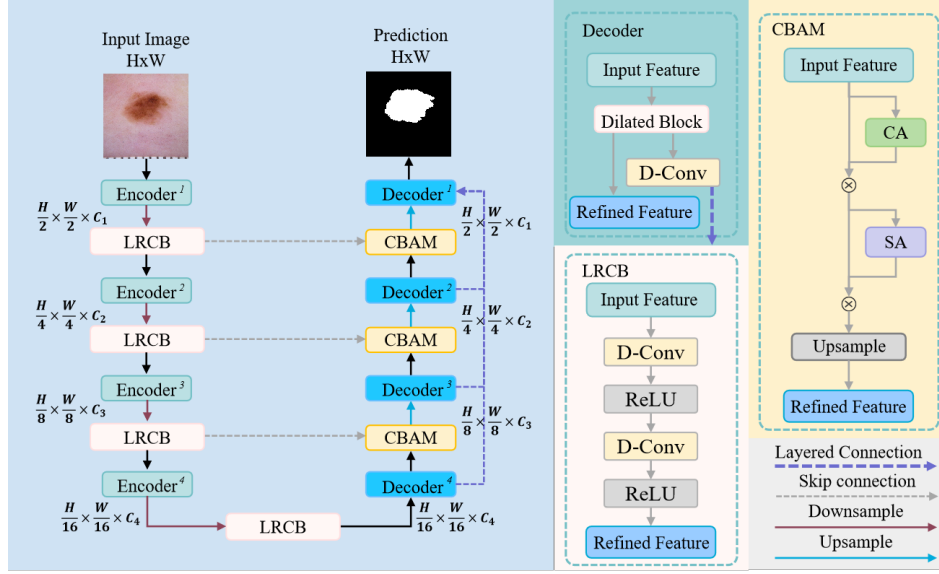 Input Image
HxW
Prediction
HxW
Encoder 1
H/2 × W/2 × C1
LRCB
Encoder 2
H/4 × W/4 × C2
LRCB
Encoder 3
H/8 × W/8 × C3
LRCB
Encoder 4
H/16 × W/16 × C4
LRCB
Decoder 1
H/2 × W/2 × C1
CBAM
Decoder 2
H/4 × W/4 × C2
CBAM
Decoder 3
H/8 × W/8 × C3
CBAM
Decoder 4
H/16 × W/16 × C4
Decoder
Input Feature
Dilated Block
D-Conv
Refined Feature
LRCB
Input Feature
D-Conv
ReLU
D-Conv
ReLU
Refined Feature
CBAM
Input Feature
CA
SA
Upsample
Refined Feature
Layered Connection
Skip connection
Downsample
Upsample